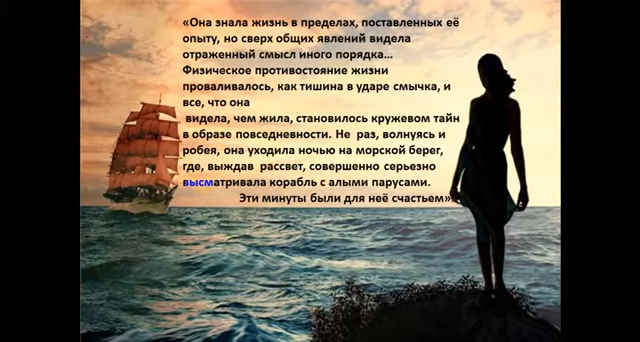 «Она знала жизнь в пределах, поставленных её
опыту, но сверх общих явлений видела
отраженный смысл иного порядка…
Физическое противостояние жизни
проваливалось, как тишина в ударе смычка, и
все, что она
видела, чем жила, становилось кружевом тайн
в образе повседневности. Не раз, волнуясь и
робея, она уходила ночью на морской берег,
где, выждав рассвет, совершенно серьезно
высматривала корабль с алыми парусами.
Эти минуты были для неё счастьем».